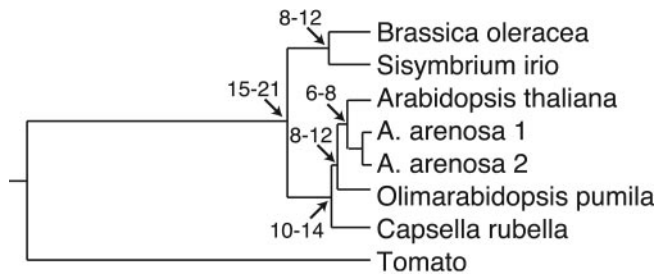 8-12
Brassica oleracea
Sisymbrium irio
15-21
6-8
Arabidopsis thaliana
A. arenosa 1
8-12
A. arenosa 2
Olimarabidopsis pumila
10-14
Capsella rubella
Tomato